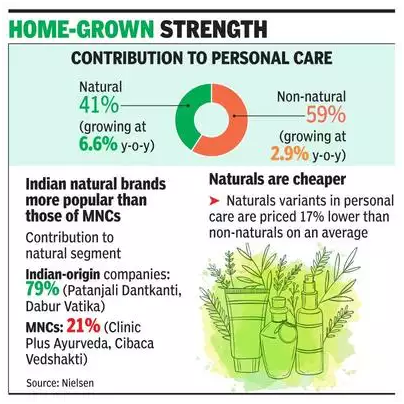 HOME-GROWN STRENGTH
CONTRIBUTION TO PERSONAL CARE
Natural
41%
(growing at
6.6% y-o-y)
Non-natural
59%
(growing at
2.9% y-o-y)
Indian natural brands
more popular than
those of MNCs
Contribution to
natural segment
Indian-origin companies:
79% (Patanjali Dantkanti,
Dabur Vatika)
MNCs: 21% (Clinic
Plus Ayurveda, Cibaca
Vedshakti)
Source: Nielsen
Naturals are cheaper
➤ Naturals variants in personal
care are priced 17% lower than
non-naturals on an average